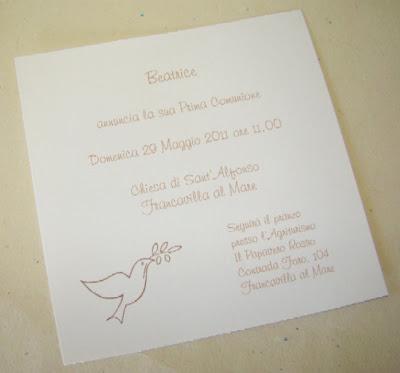 Beatrice
annuncia la sua Prima Comunione
Domenica 29 Maggio 2011 ore 11.00
Chiesa di Sant'Alfonso
Francavilla al Mare
Seguirà il pranzo
presso l'Agriturismo
Il Papavero Rosso
Contrada Foro, 104
Francavilla al Mare